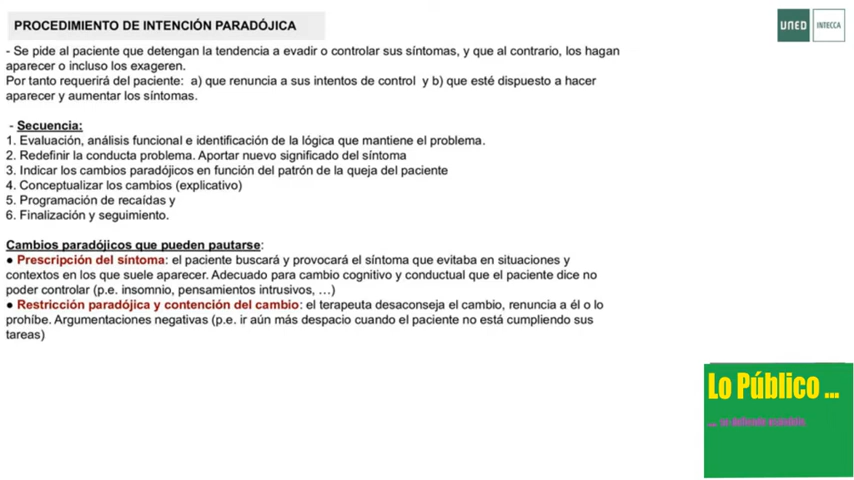 PROCEDIMIENTO DE INTENCIÓN PARADÓJICA
UNED
INTECCA
- Se pide al paciente que detengan la tendencia a evadir o controlar sus síntomas, y que al contrario, los hagan
aparecer o incluso los exageren.
Por tanto requerirá del paciente: a) que renuncia a sus intentos de control y b) que esté dispuesto a hacer
aparecer y aumentar los síntomas.
- Secuencia:
1. Evaluación, análisis funcional e identificación de la lógica que mantiene el problema.
2. Redefinir la conducta problema. Aportar nuevo significado del síntoma
3. Indicar los cambios paradójicos en función del patrón de la queja del paciente
4. Conceptualizar los cambios (explicativo)
5. Programación de recaídas y
6. Finalización y seguimiento.
Cambios paradójicos que pueden pautarse:
● Prescripción del síntoma: el paciente buscará y provocará el síntoma que evitaba en situaciones y
contextos en los que suele aparecer. Adecuado para cambio cognitivo y conductual que el paciente dice no
poder controlar (p.e. insomnio, pensamientos intrusivos, …)
● Restricción paradójica y contención del cambio: el terapeuta desaconseja el cambio, renuncia a él o lo
prohíbe. Argumentaciones negativas (p.e. ir aún más despacio cuando el paciente no está cumpliendo sus
tareas)
Lo Público ...